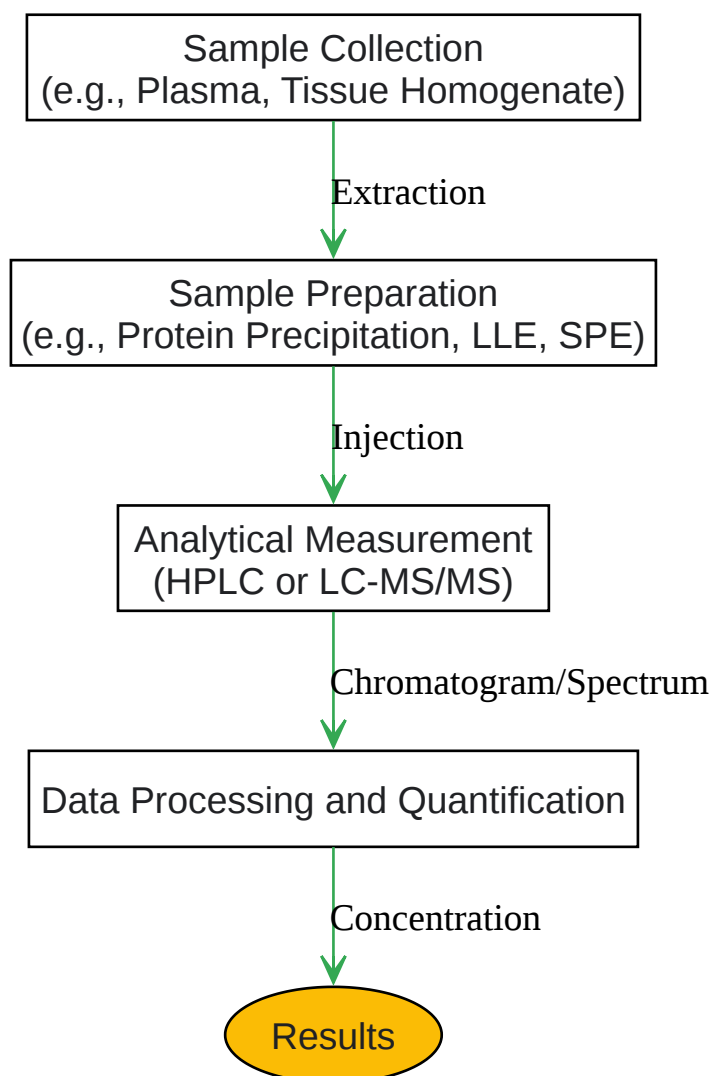 Sample Collection
(e.g., Plasma, Tissue Homogenate)
Extraction
Sample Preparation
(e.g., Protein Precipitation, LLE, SPE)
Injection
Analytical Measurement
(HPLC or LC-MS/MS)
Chromatogram/Spectrum
Data Processing and Quantification
Concentration
Results